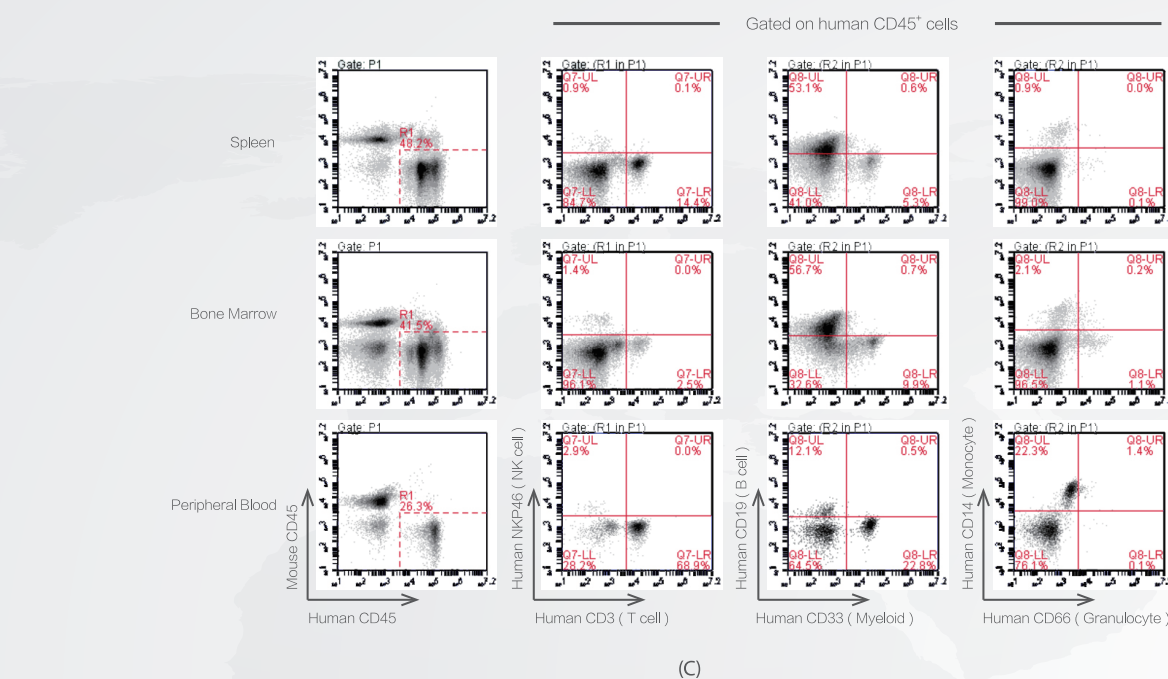 Gated on human CD45⁺ cells
Spleen
Gate: P1
R1
48.2%
Gate: (R1 in P1)
Q7-UL
0.9%
Q7-UR
0.1%
Q7-LL
84.7%
Q7-LR
14.4%
Gate: (R2 in P1)
Q8-UL
53.1%
Q8-UR
0.6%
Q8-LL
41.0%
Q8-LR
5.3%
Gate: (R2 in P1)
Q8-UL
0.9%
Q8-UR
0.0%
Q8-LL
99.0%
Q8-LR
0.1%
Bone Marrow
Gate: P1
R1
41.5%
Gate: (R1 in P1)
Q7-UL
1.4%
Q7-UR
0.0%
Q7-LL
96.1%
Q7-LR
2.5%
Gate: (R2 in P1)
Q8-UL
56.7%
Q8-UR
0.7%
Q8-LL
32.6%
Q8-LR
9.9%
Gate: (R2 in P1)
Q8-UL
2.1%
Q8-UR
0.2%
Q8-LL
96.5%
Q8-LR
1.1%
Peripheral Blood
Gate: P1
R1
26.3%
Gate: (R1 in P1)
Q7-UL
2.9%
Q7-UR
0.0%
Q7-LL
28.2%
Q7-LR
68.9%
Gate: (R2 in P1)
Q8-UL
12.1%
Q8-UR
0.5%
Q8-LL
64.5%
Q8-LR
22.8%
Gate: (R2 in P1)
Q8-UL
22.3%
Q8-UR
1.4%
Q8-LL
76.1%
Q8-LR
0.1%
Mouse CD45
Human CD45
Human NKP46 ( NK cell )
Human CD3 ( T cell )
Human CD19 ( B cell )
Human CD33 ( Myeloid )
Human CD14 ( Monocyte )
Human CD66 ( Granulocyte )
(C)